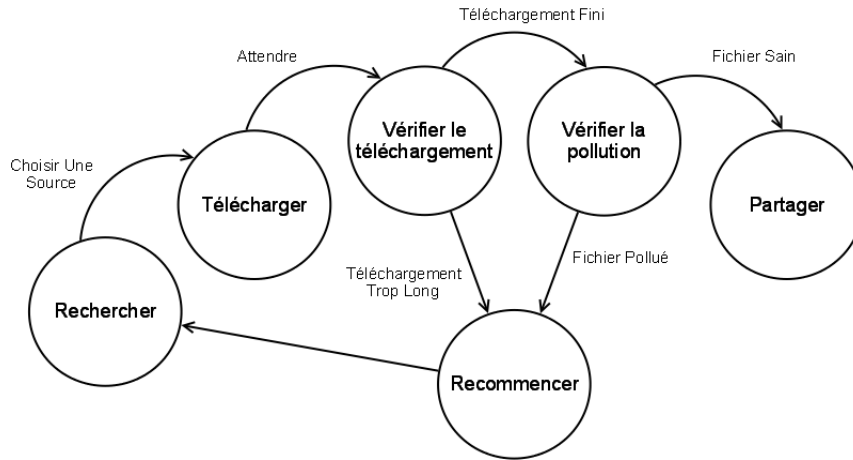 Téléchargement Fini
Attendre
Fichier Sain
Vérifier le
téléchargement
Vérifier la
pollution
Choisir Une
Source
Télécharger
Partager
Téléchargement
Trop Long
Fichier Pollué
Rechercher
Recommencer